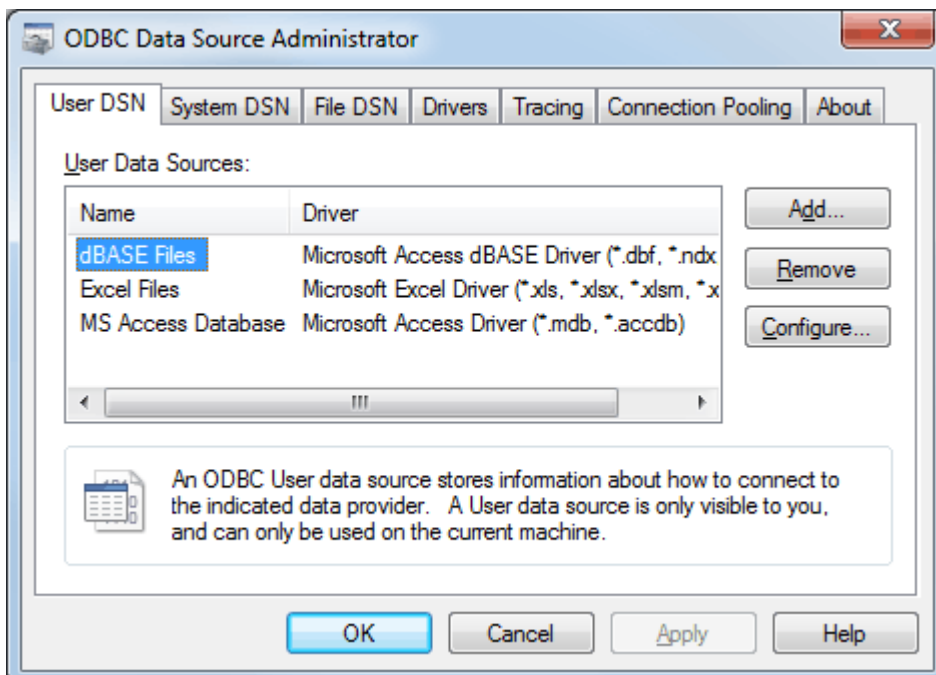 ODBC Data Source Administrator
User DSN System DSN File DSN Drivers Tracing Connection Pooling About
User Data Sources:
Name Driver
dBASE Files Microsoft Access dBASE Driver (*.dbf, *.ndx
Excel Files Microsoft Excel Driver (*.xls, *.xlsx, *.xlsm, *.x
MS Access Database Microsoft Access Driver (*.mdb, *.accdb)
Add...
Remove
Configure...
An ODBC User data source stores information about how to connect to
the indicated data provider. A User data source is only visible to you,
and can only be used on the current machine.
OK Cancel Apply Help